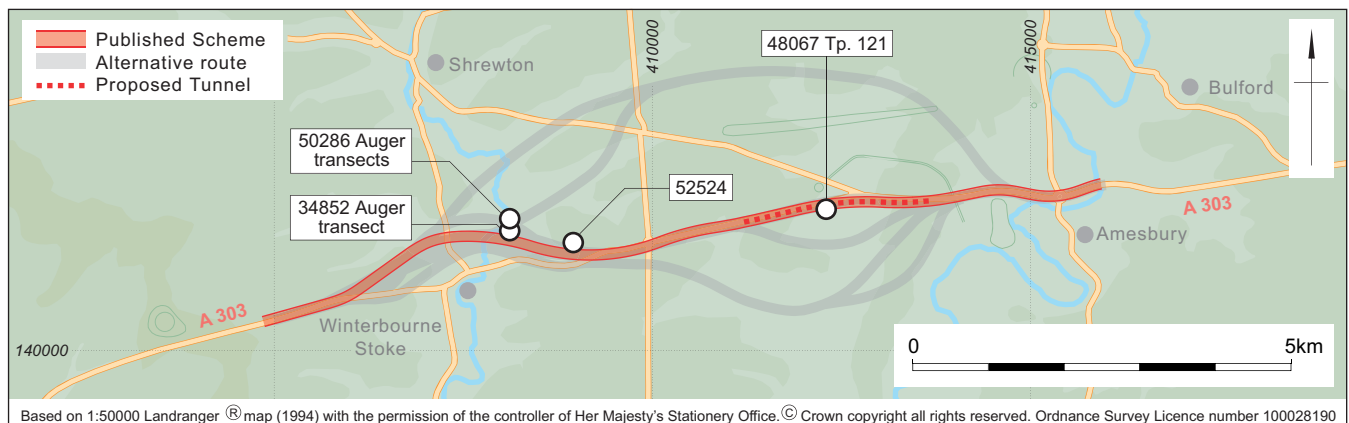 Published Scheme
Alternative route
Proposed Tunnel
Shrewton
410000
48067 Tp. 121
415000
Bulford
50286 Auger
transects
52524
34852 Auger
transect
A 303
Amesbury
A 303
Winterbourne
Stoke
140000
0
5km
Based on 1:50000 Landranger ® map (1994) with the permission of the controller of Her Majesty's Stationery Office. © Crown copyright all rights reserved. Ordnance Survey Licence number 100028190